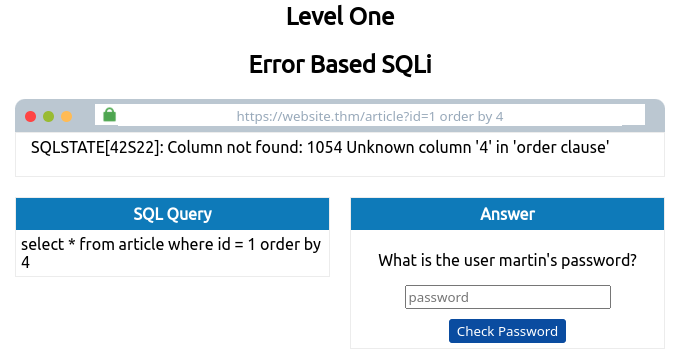 Level One
Error Based SQLi
https://website.thm/article?id=1 order by 4
SQLSTATE[42S22]: Column not found: 1054 Unknown column '4' in 'order clause'
SQL Query
select * from article where id = 1 order by
4
Answer
What is the user martin's password?
password
Check Password